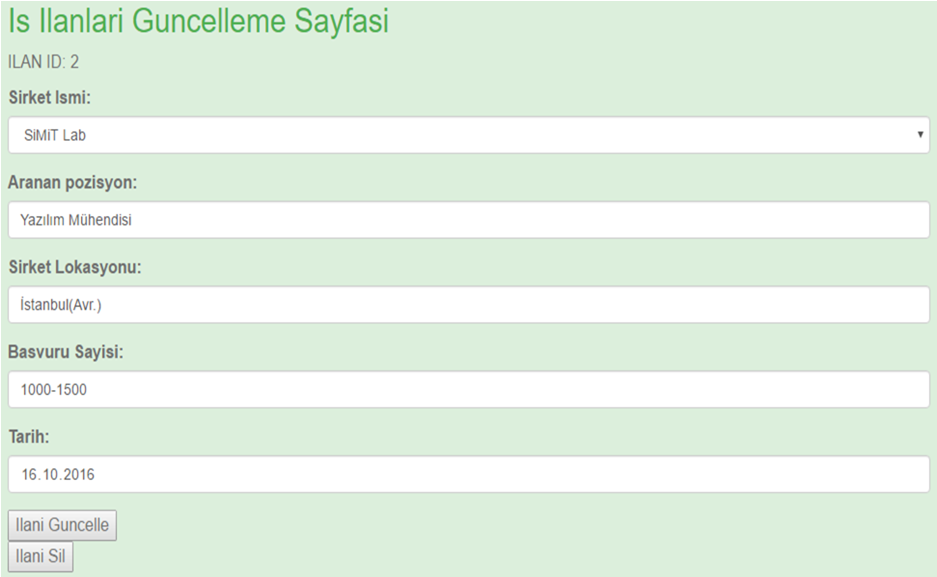 Is Ilanlari Guncelleme Sayfasi
ILAN ID: 2
Sirket Ismi:
SiMiT Lab
Aranan pozisyon:
Yazılım Mühendisi
Sirket Lokasyonu:
İstanbul(Avr.)
Basvuru Sayisi:
1000-1500
Tarih:
16.10.2016
Ilani Guncelle
Ilani Sil